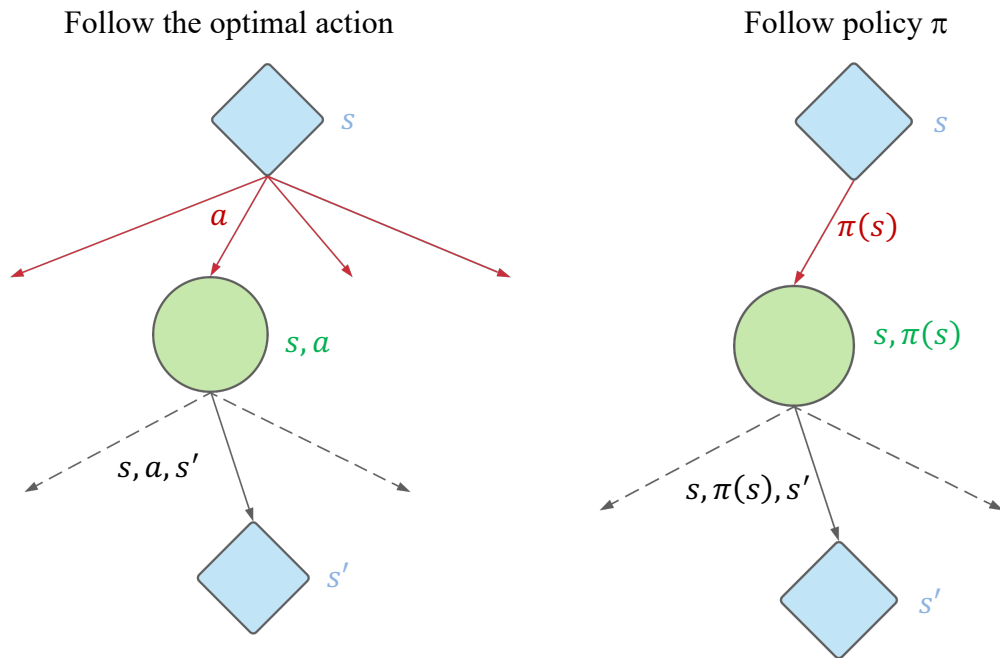 Follow the optimal action
s
a
s, a
s, a, s′
s′
Follow policy π
s
π(s)
s, π(s)
s, π(s), s′
s′